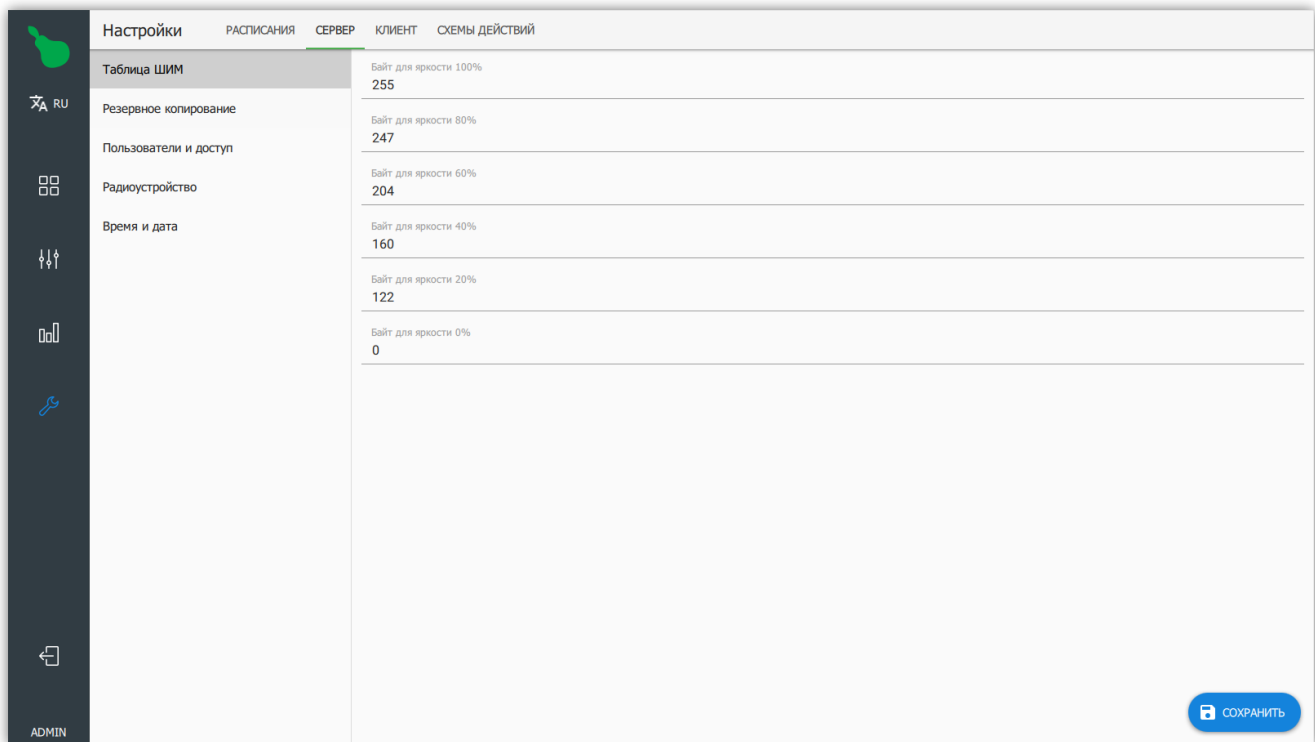 Настройки РАСПИСАНИЯ СЕРВЕР КЛИЕНТ СХЕМЫ ДЕЙСТВИЙ
RU
Таблица ШИМ
Резервное копирование
Пользователи и доступ
Радиоустройство
Время и дата
Байт для яркости 100%
255
Байт для яркости 80%
247
Байт для яркости 60%
204
Байт для яркости 40%
160
Байт для яркости 20%
122
Байт для яркости 0%
0
СОХРАНИТЬ
ADMIN